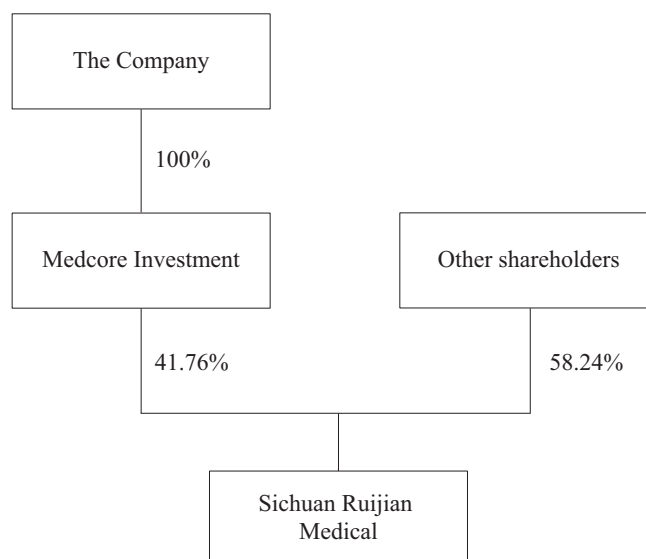 The Company
100%
Medcore Investment
Other shareholders
41.76%
58.24%
Sichuan Ruijian
Medical